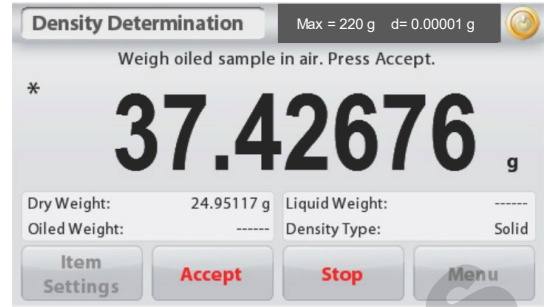 Density Determination Max = 220 g d= 0.00001 g
Weigh oiled sample in air. Press Accept.
* 37.42676 g
Dry Weight: 24.95117 g Liquid Weight: ------
Oiled Weight: ------ Density Type: Solid
Item Settings Accept Stop Menu